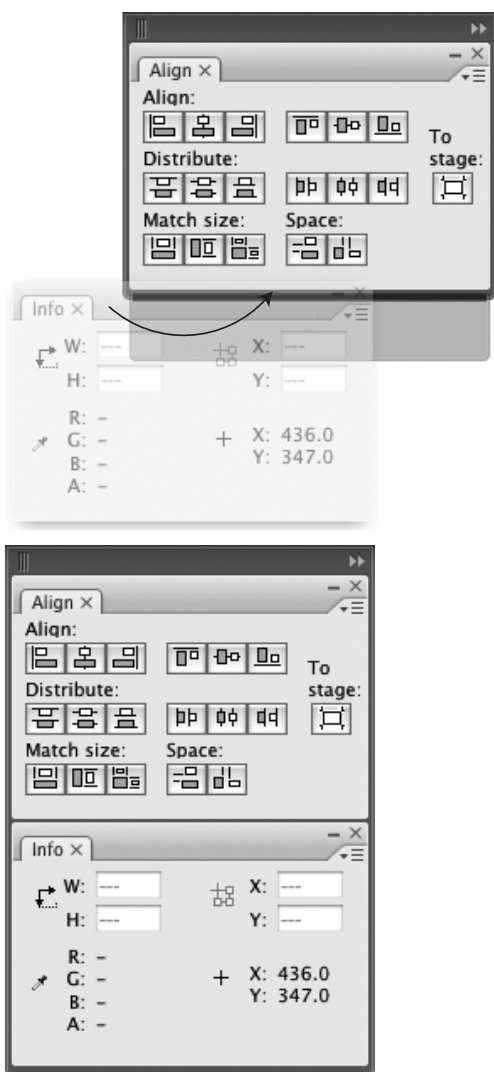 Align ×
Align:
To
stage:
Distribute:
Match size: Space:
Info ×
W: --- X: ---
H: --- Y: ---
R: –
G: – X: 436.0
B: – Y: 347.0
A: –
Align ×
Align:
To
stage:
Distribute:
Match size: Space:
Info ×
W: --- X: ---
H: --- Y: ---
R: –
G: – X: 436.0
B: – Y: 347.0
A: –